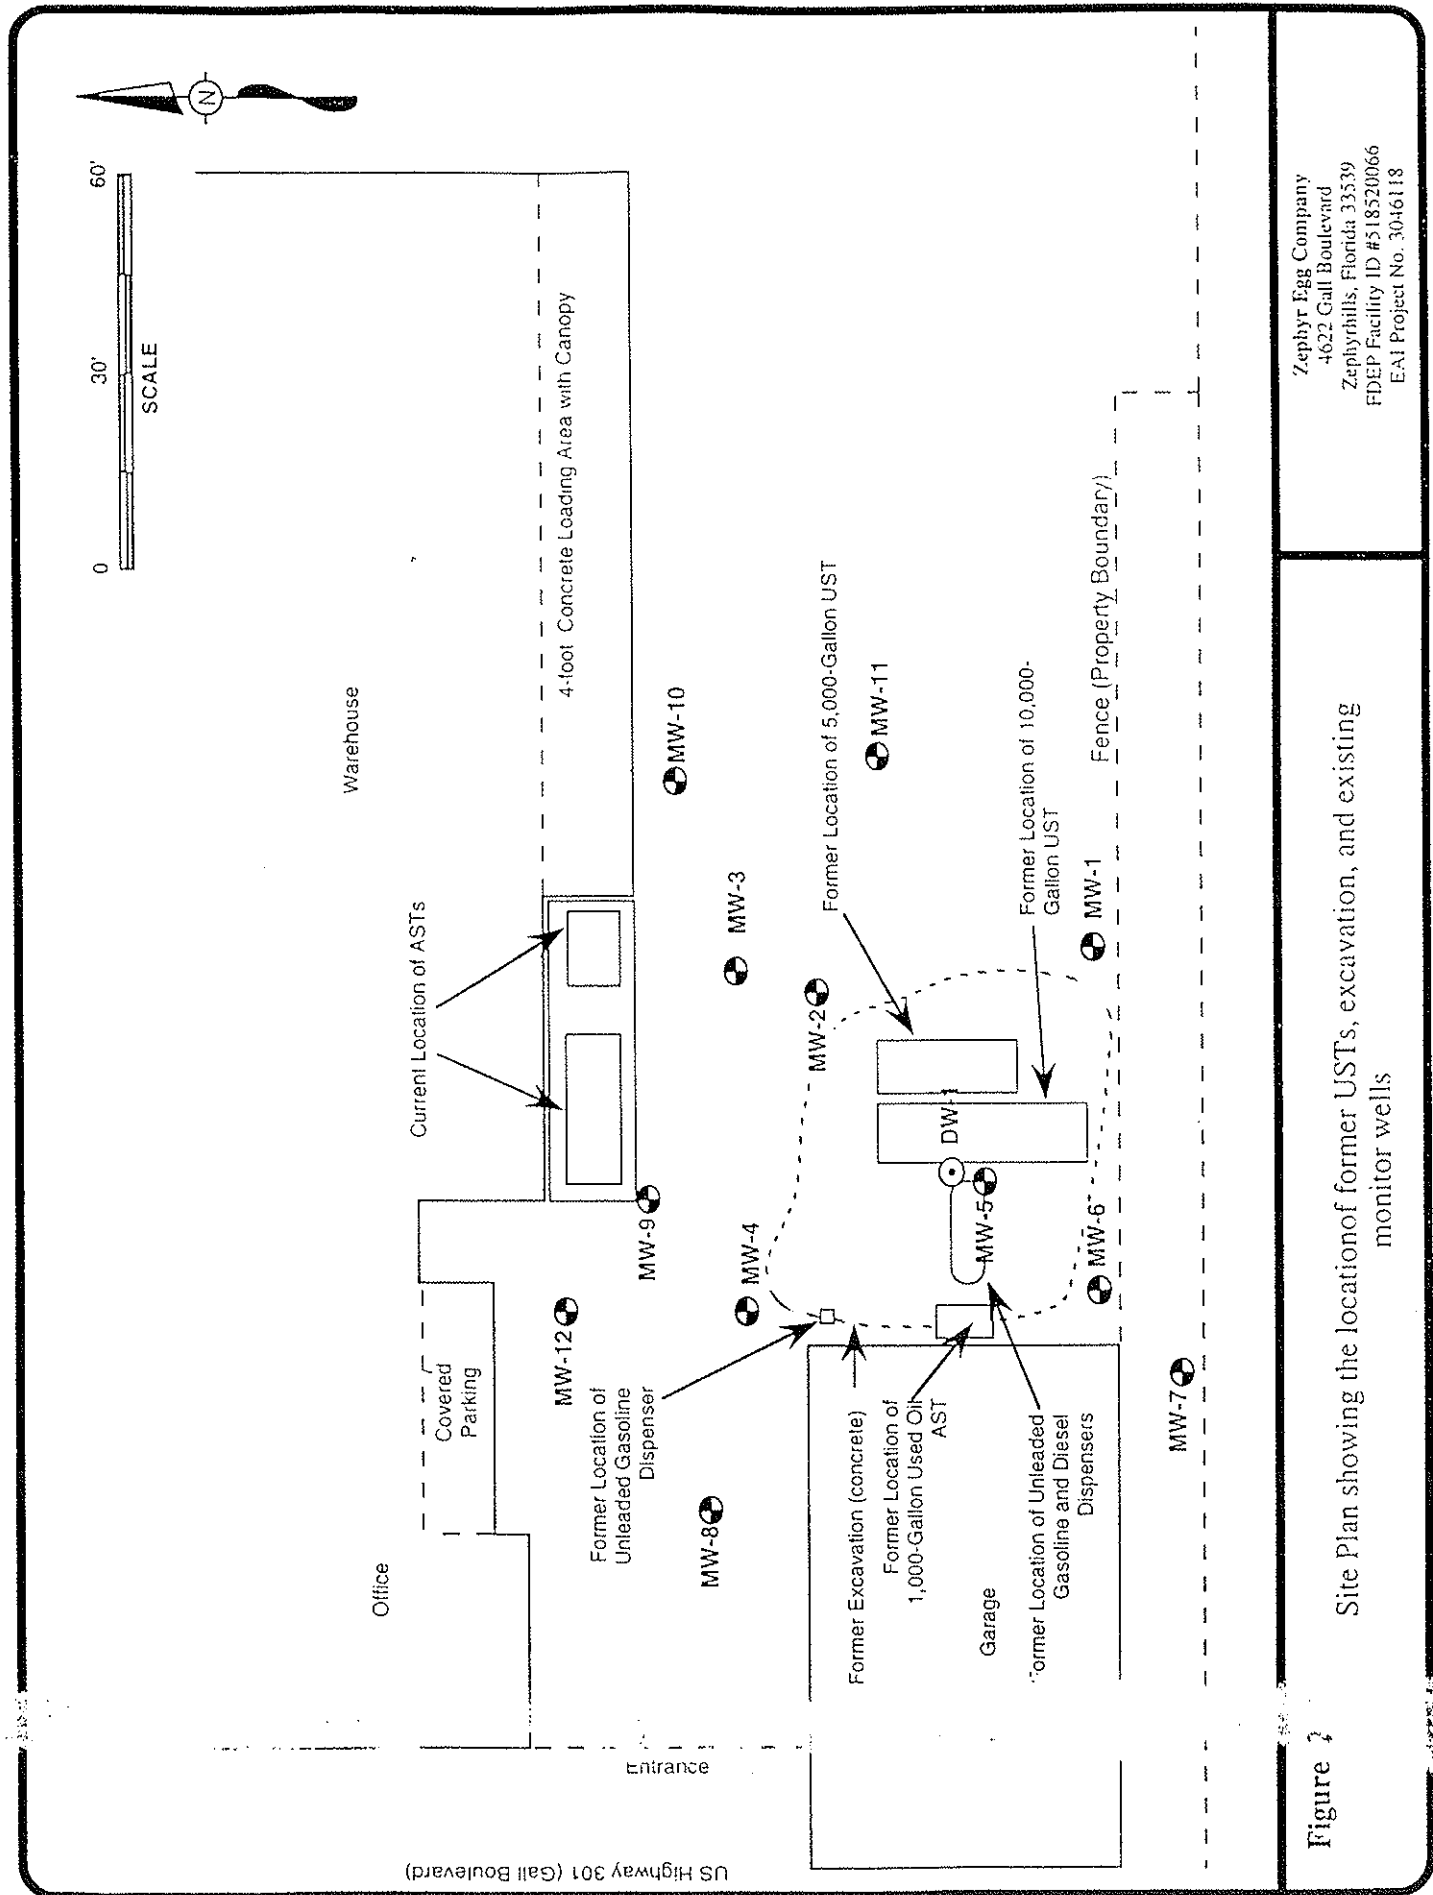 N
0 30' 60'
SCALE
Warehouse
4-foot Concrete Loading Area with Canopy
Current Location of ASTs
Office
Covered
Parking
MW-12
MW-9
MW-10
MW-3
MW-4
MW-8
Former Location of
Unleaded Gasoline
Dispenser
MW-2
Former Location of 5,000-Gallon UST
MW-11
Former Excavation (concrete)
Former Location of
1,000-Gallon Used Oil
AST
DW-1
MW-5
Garage
Former Location of 10,000-
Gallon UST
Former Location of Unleaded
Gasoline and Diesel
Dispensers
MW-6
MW-1
Fence (Property Boundary)
MW-7
Entrance
US Highway 301 (Gall Boulevard)
Figure 2
Site Plan showing the locationof former USTs, excavation, and existing
monitor wells
Zephyr Egg Company
4622 Gall Boulevard
Zephyrhills, Florida 33539
FDEP Facility ID #518520066
EAI Project No. 3046118